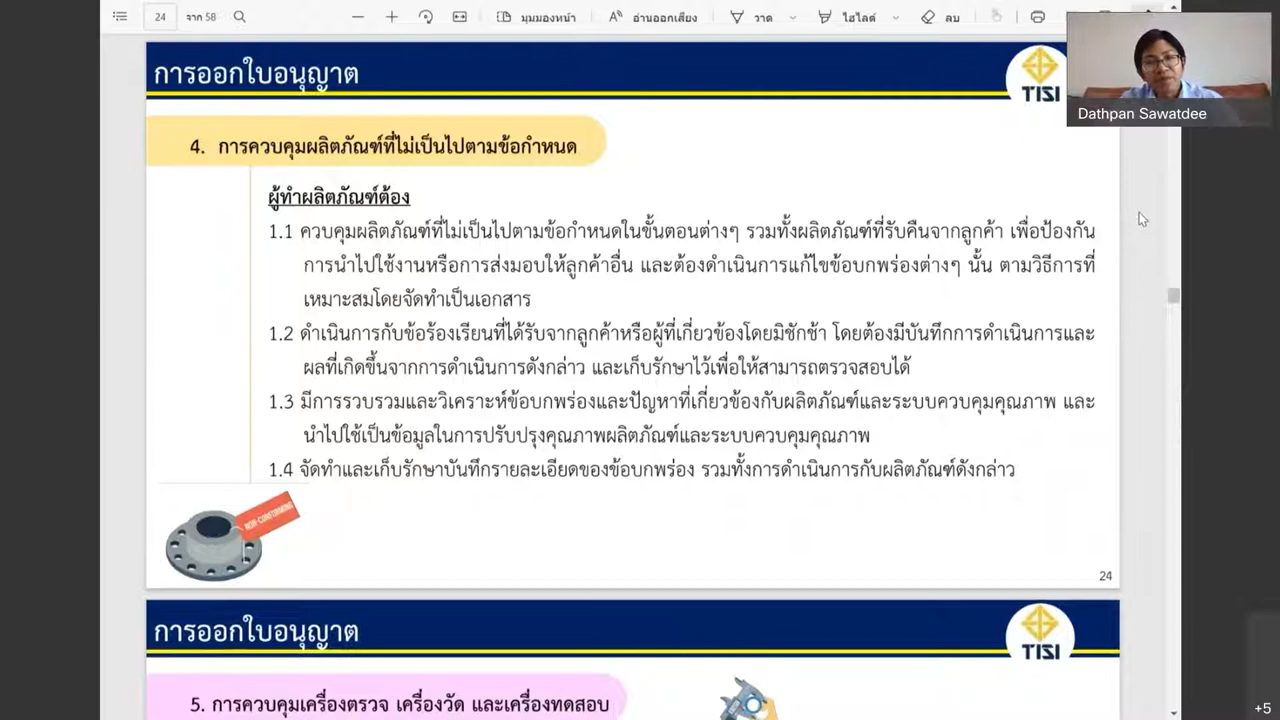 24 จาก 58 มุมมองหน้า อ่านออกเสียง วาด ไฮไลต์ ลบ
การออกใบอนุญาต
TISI
Dathpan Sawatdee
4. การควบคุมผลิตภัณฑ์ที่ไม่เป็นไปตามข้อกำหนด
ผู้ทำผลิตภัณฑ์ต้อง
1.1 ควบคุมผลิตภัณฑ์ที่ไม่เป็นไปตามข้อกำหนดในขั้นตอนต่างๆ รวมทั้งผลิตภัณฑ์ที่รับคืนจากลูกค้า เพื่อป้องกัน
การนำไปใช้งานหรือการส่งมอบให้ลูกค้าอื่น และต้องดำเนินการแก้ไขข้อบกพร่องต่างๆ นั้น ตามวิธีการที่
เหมาะสมโดยจัดทำเป็นเอกสาร
1.2 ดำเนินการกับข้อร้องเรียนที่ได้รับจากลูกค้าหรือผู้ที่เกี่ยวข้องโดยมิชักช้า โดยต้องมีบันทึกการดำเนินการและ
ผลที่เกิดขึ้นจากการดำเนินการดังกล่าว และเก็บรักษาไว้เพื่อให้สามารถตรวจสอบได้
1.3 มีการรวบรวมและวิเคราะห์ข้อบกพร่องและปัญหาที่เกี่ยวข้องกับผลิตภัณฑ์และระบบควบคุมคุณภาพ และ
นำไปใช้เป็นข้อมูลในการปรับปรุงคุณภาพผลิตภัณฑ์และระบบควบคุมคุณภาพ
1.4 จัดทำและเก็บรักษาบันทึกรายละเอียดของข้อบกพร่อง รวมทั้งการดำเนินการกับผลิตภัณฑ์ดังกล่าว
NON-CONFORMING
24
การออกใบอนุญาต
TISI
5. การควบคุมเครื่องตรวจ เครื่องวัด และเครื่องทดสอบ
+5